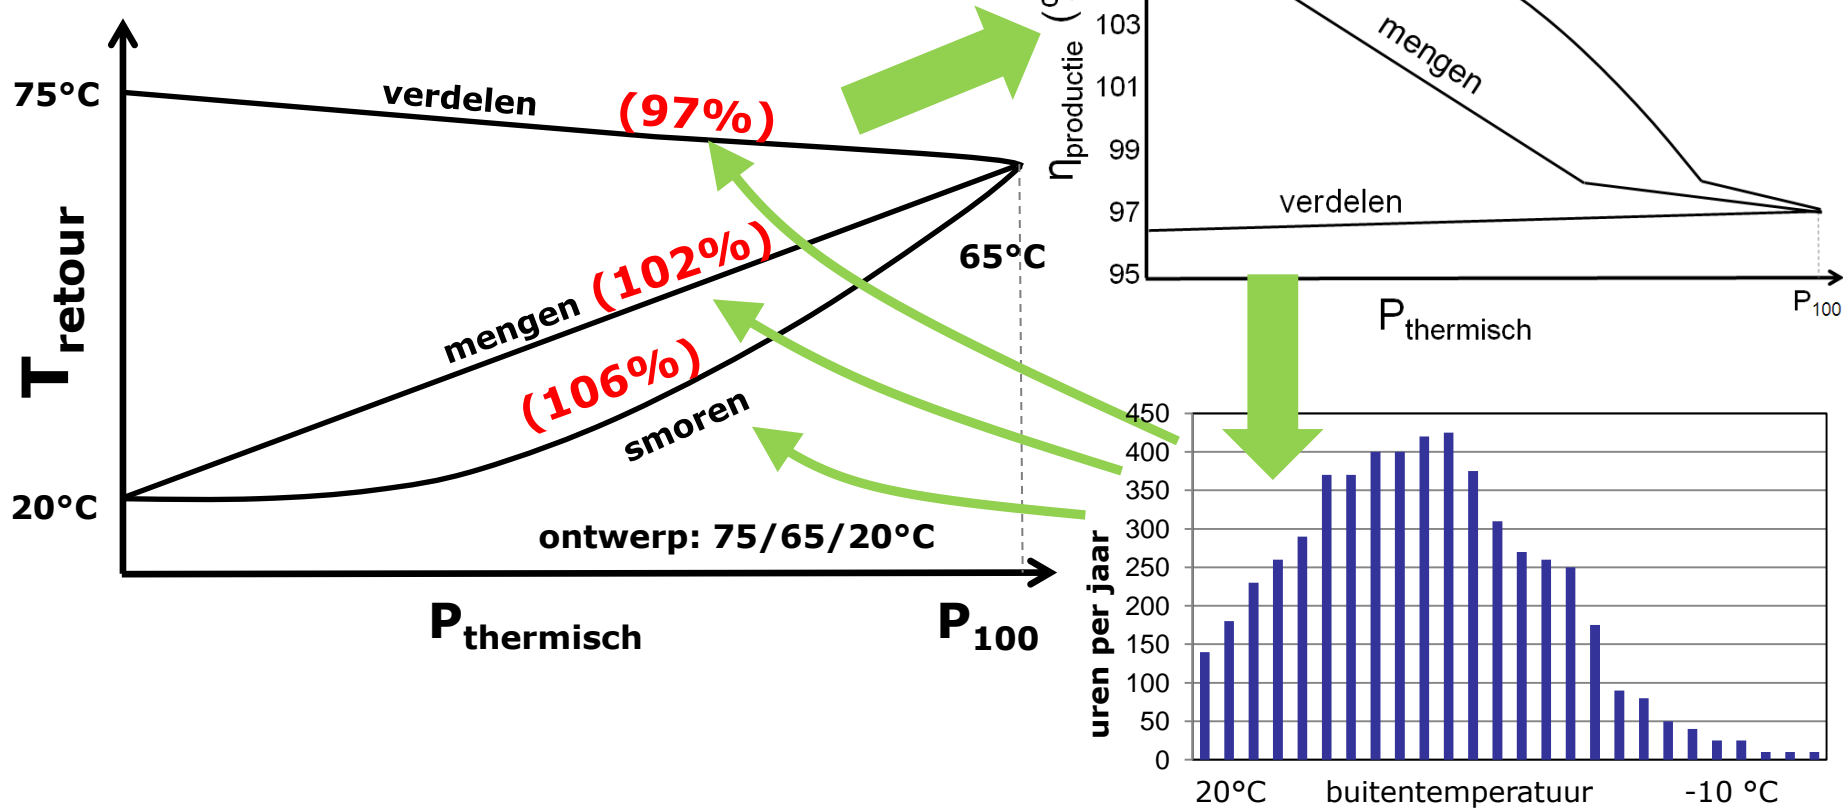 75°C
verdelen
(97%)
mengen
(102%)
(106%)
smoren
65°C
20°C
T retour
ontwerp: 75/65/20°C
P thermisch
P 100
η productie
103
101
99
97
95
mengen
verdelen
P thermisch
P 100
uren per jaar
450
400
350
300
250
200
150
100
50
0
20°C buitentemperatuur -10 °C